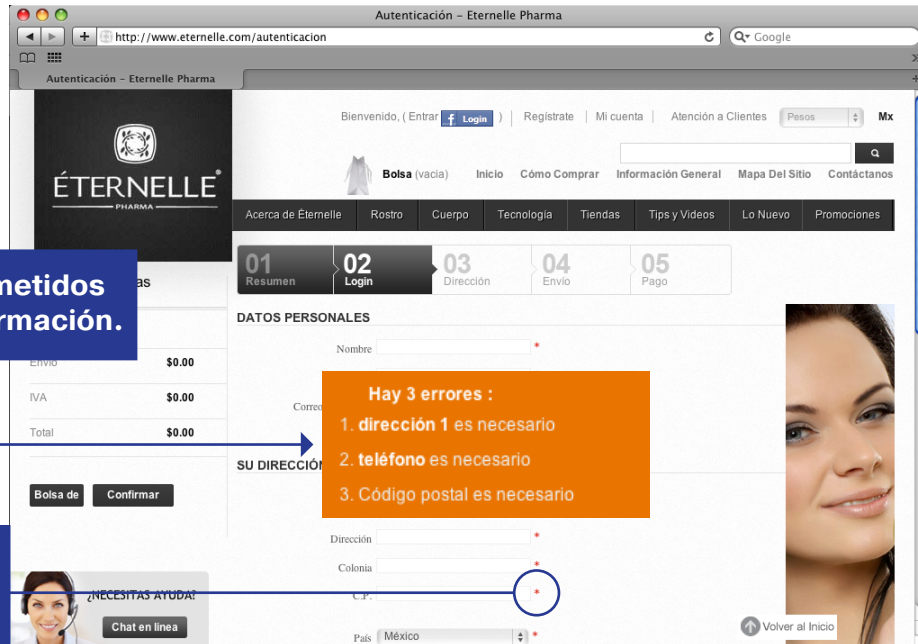 Autenticación – Eternelle Pharma
http://www.eternelle.com/autenticacion
Google
Autenticación – Eternelle Pharma
Bienvenido, ( Entrar f Login ) | Regístrate | Mi cuenta | Atención a Clientes Pesos Mx
ÉTERNELLE®
PHARMA
Bolsa (vacia) Inicio Cómo Comprar Información General Mapa Del Sitio Contáctanos
Acerca de Éternelle Rostro Cuerpo Tecnología Tiendas Tips y Videos Lo Nuevo Promociones
01 Resumen
02 Login
03 Dirección
04 Envío
05 Pago
DATOS PERSONALES
Nombre *
Correo
Hay 3 errores :
1. dirección 1 es necesario
2. teléfono es necesario
3. Código postal es necesario
SU DIRECCIÓN
Dirección *
Colonia *
C.P. *
País México *
Envío $0.00
IVA $0.00
Total $0.00
Bolsa de Confirmar
¿NECESITAS AYUDA?
Chat en linea
Volver al Inicio